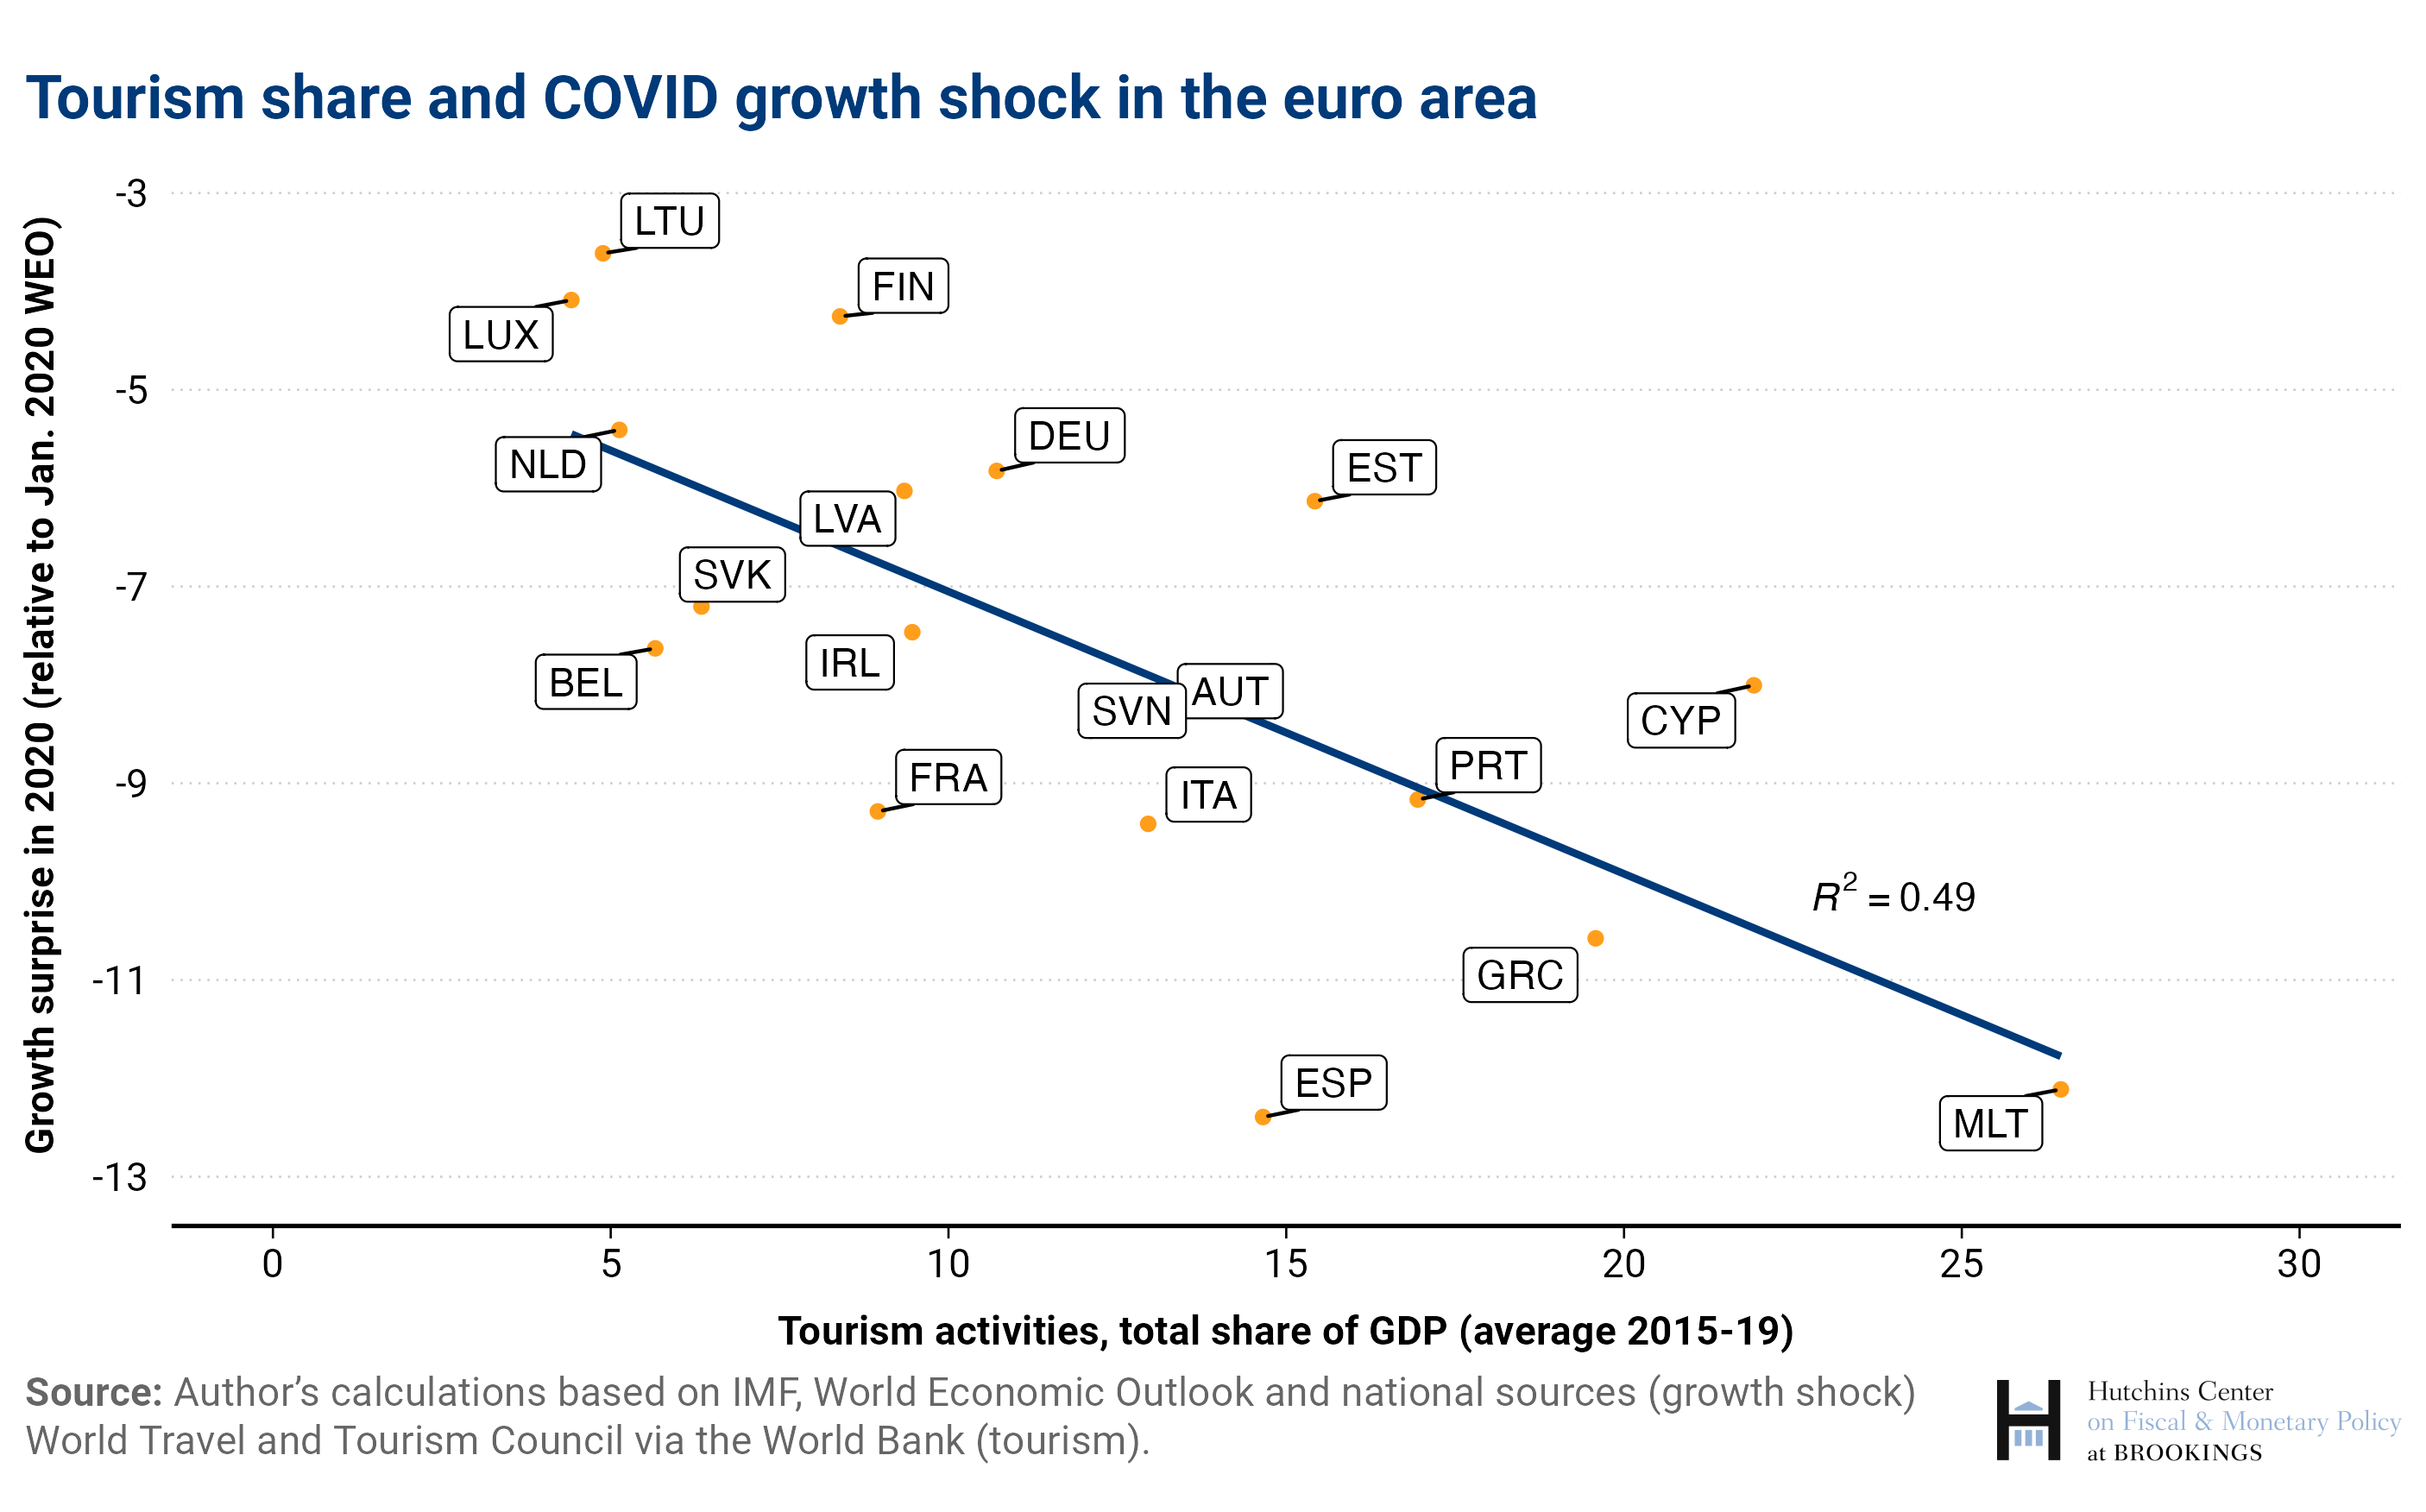 Tourism share and COVID growth shock in the euro area
Growth surprise in 2020 (relative to Jan. 2020 WEO)
-3
-5
-7
-9
-11
-13
LTU
FIN
LUX
DEU
EST
NLD
LVA
SVK
IRL
BEL
AUT
SVN
CYP
PRT
FRA
ITA
R² = 0.49
GRC
ESP
MLT
0 5 10 15 20 25 30
Tourism activities, total share of GDP (average 2015-19)
Source: Author’s calculations based on IMF, World Economic Outlook and national sources (growth shock)
World Travel and Tourism Council via the World Bank (tourism).
Hutchins Center
on Fiscal & Monetary Policy
at BROOKINGS